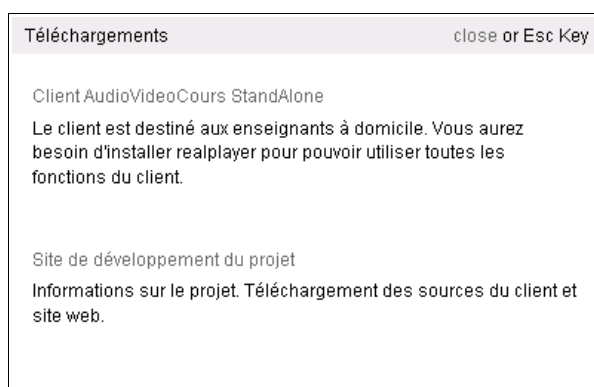 Téléchargements close or Esc Key
Client AudioVideoCours StandAlone
Le client est destiné aux enseignants à domicile. Vous aurez
besoin d'installer realplayer pour pouvoir utiliser toutes les
fonctions du client.
Site de développement du projet
Informations sur le projet. Téléchargement des sources du client et
site web.